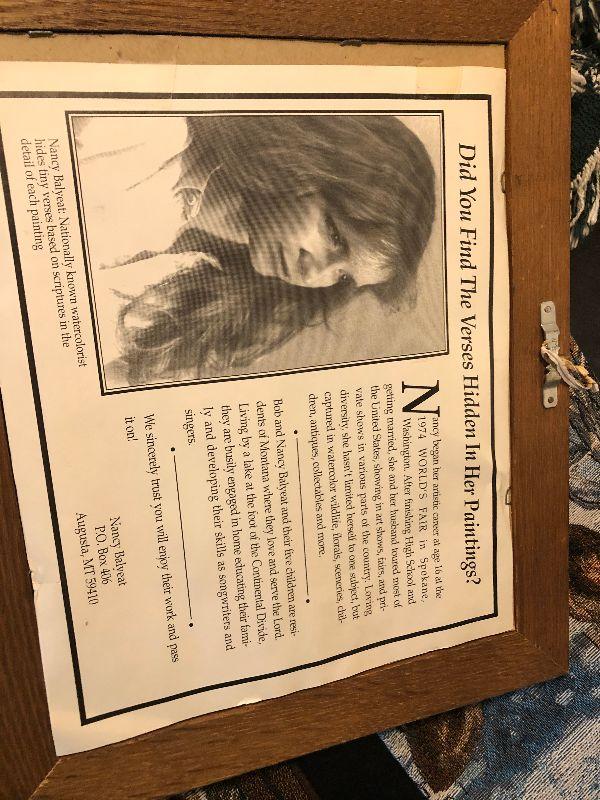 Did You Find The Verses Hidden In Her Paintings?
Nancy began her artistic career at age 16 at the
1974 WORLD'S FAIR in Spokane,
Washington. After finishing High School and
getting married, she and her husband toured most of
the United States, showing in art shows, fairs, and pri-
vate shows in various parts of the country. Loving
diversity, she hasn't limited herself to one subject, but
captured in watercolor wildlife, florals, sceneries, chil-
dren, antiques, collectables and more.
Bob and Nancy Balyeat and their five children are resi-
dents of Montana where they love and serve the Lord.
Living by a lake at the foot of the Continental Divide,
they are busily engaged in home educating their fami-
ly and developing their skills as songwriters and
singers.
We sincerely trust you will enjoy their work and pass
it on!
Nancy Balyeat
P.O. Box 406
Augusta, MT 59410
Nancy Balyeat: Nationally known watercolorist
hides tiny verses based on scriptures in the
detail of each painting